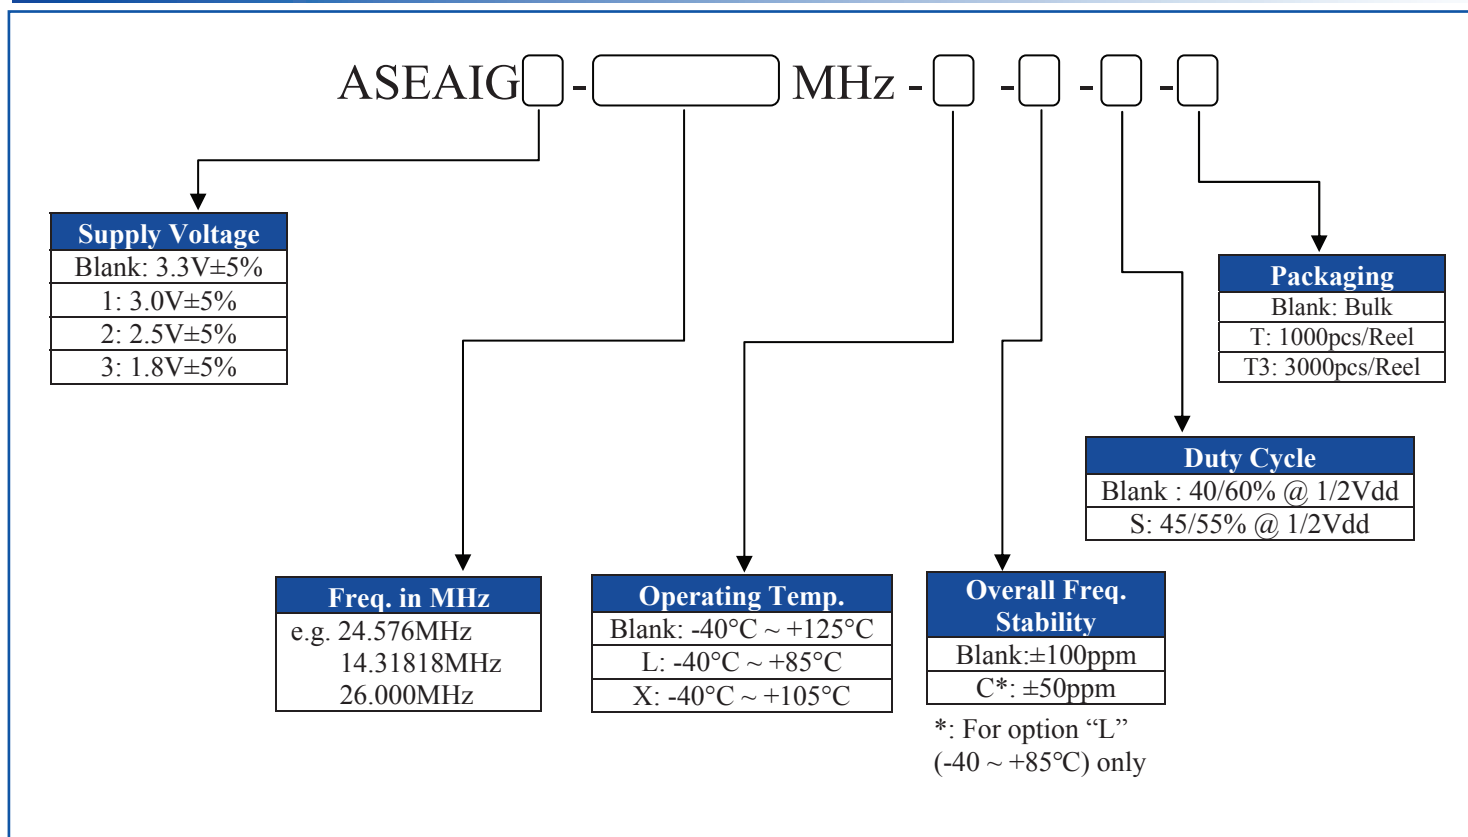 ASEAIG - MHz - - - -
Supply Voltage
Blank: 3.3V±5%
1: 3.0V±5%
2: 2.5V±5%
3: 1.8V±5%
Packaging
Blank: Bulk
T: 1000pcs/Reel
T3: 3000pcs/Reel
Duty Cycle
Blank : 40/60% @ 1/2Vdd
S: 45/55% @ 1/2Vdd
Freq. in MHz
e.g. 24.576MHz
14.31818MHz
26.000MHz
Operating Temp.
Blank: -40°C ~ +125°C
L: -40°C ~ +85°C
X: -40°C ~ +105°C
Overall Freq.
Stability
Blank:±100ppm
C*: ±50ppm
*: For option “L”
(-40 ~ +85°C) only